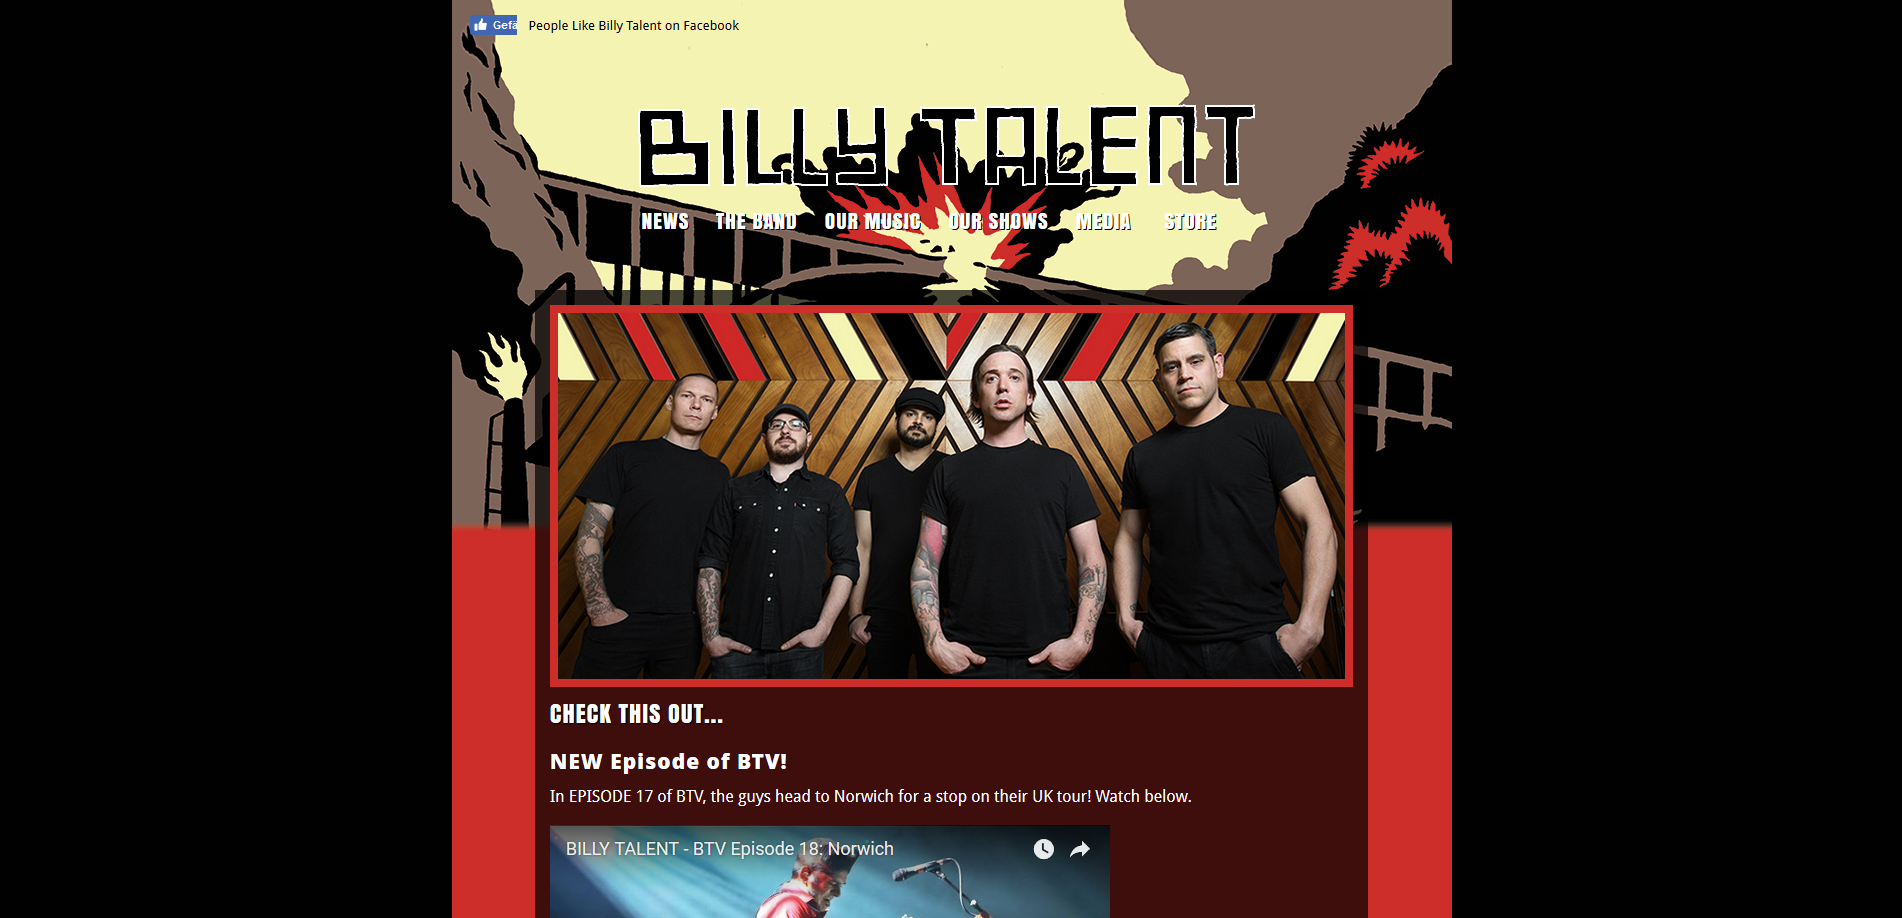 Gefä People Like Billy Talent on Facebook
BILLY TALENT
NEWS THE BAND OUR MUSIC OUR SHOWS MEDIA STORE
CHECK THIS OUT...
NEW Episode of BTV!
In EPISODE 17 of BTV, the guys head to Norwich for a stop on their UK tour! Watch below.
BILLY TALENT - BTV Episode 18: Norwich